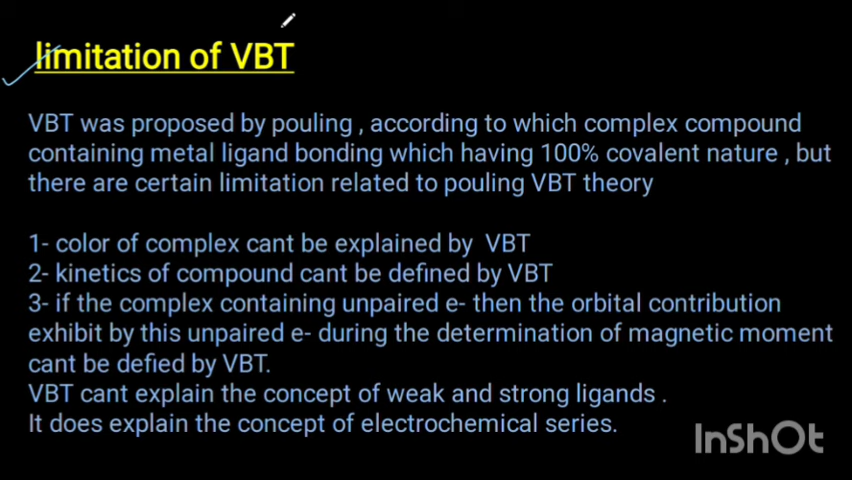 limitation of VBT
VBT was proposed by pouling , according to which complex compound
containing metal ligand bonding which having 100% covalent nature , but
there are certain limitation related to pouling VBT theory
1- color of complex cant be explained by VBT
2- kinetics of compound cant be defined by VBT
3- if the complex containing unpaired e- then the orbital contribution
exhibit by this unpaired e- during the determination of magnetic moment
cant be defied by VBT.
VBT cant explain the concept of weak and strong ligands .
It does explain the concept of electrochemical series.
InShOt